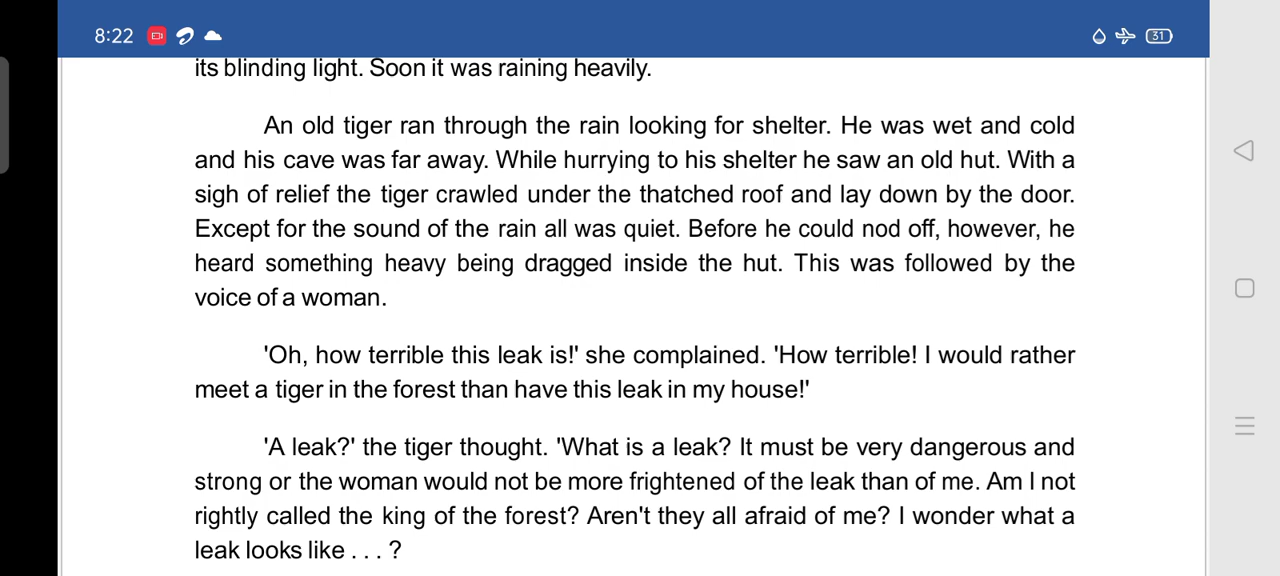 8:22
31
its blinding light. Soon it was raining heavily.
An old tiger ran through the rain looking for shelter. He was wet and cold
and his cave was far away. While hurrying to his shelter he saw an old hut. With a
sigh of relief the tiger crawled under the thatched roof and lay down by the door.
Except for the sound of the rain all was quiet. Before he could nod off, however, he
heard something heavy being dragged inside the hut. This was followed by the
voice of a woman.
'Oh, how terrible this leak is!' she complained. 'How terrible! I would rather
meet a tiger in the forest than have this leak in my house!'
'A leak?' the tiger thought. 'What is a leak? It must be very dangerous and
strong or the woman would not be more frightened of the leak than of me. Am I not
rightly called the king of the forest? Aren't they all afraid of me? I wonder what a
leak looks like . . . ?